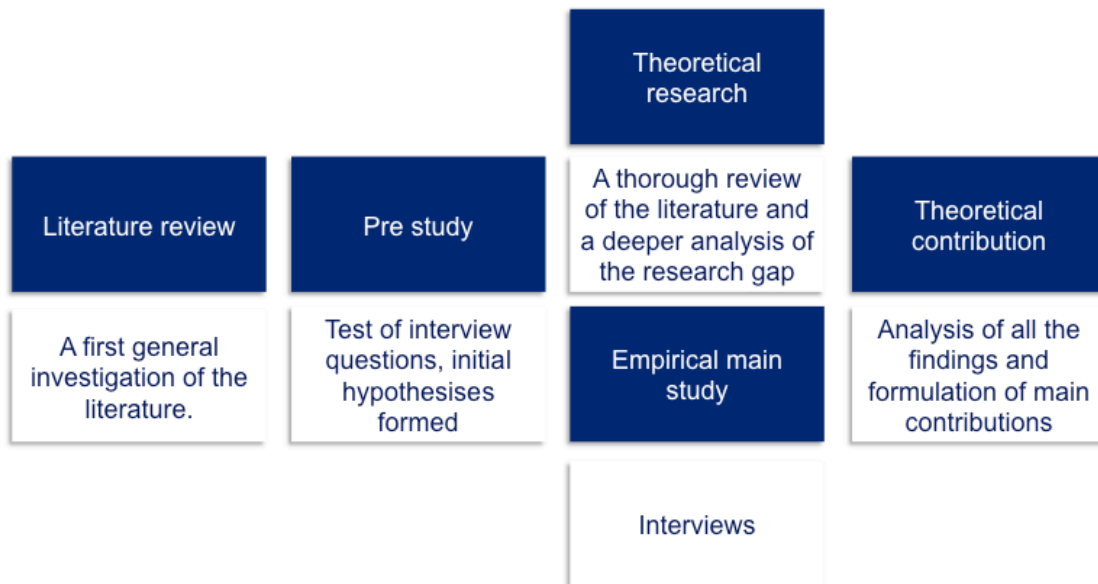 Literature review
A first general
investigation of the
literature.
Pre study
Test of interview
questions, initial
hypothesises
formed
Theoretical
research
A thorough review
of the literature and
a deeper analysis of
the research gap
Empirical main
study
Interviews
Theoretical
contribution
Analysis of all the
findings and
formulation of main
contributions